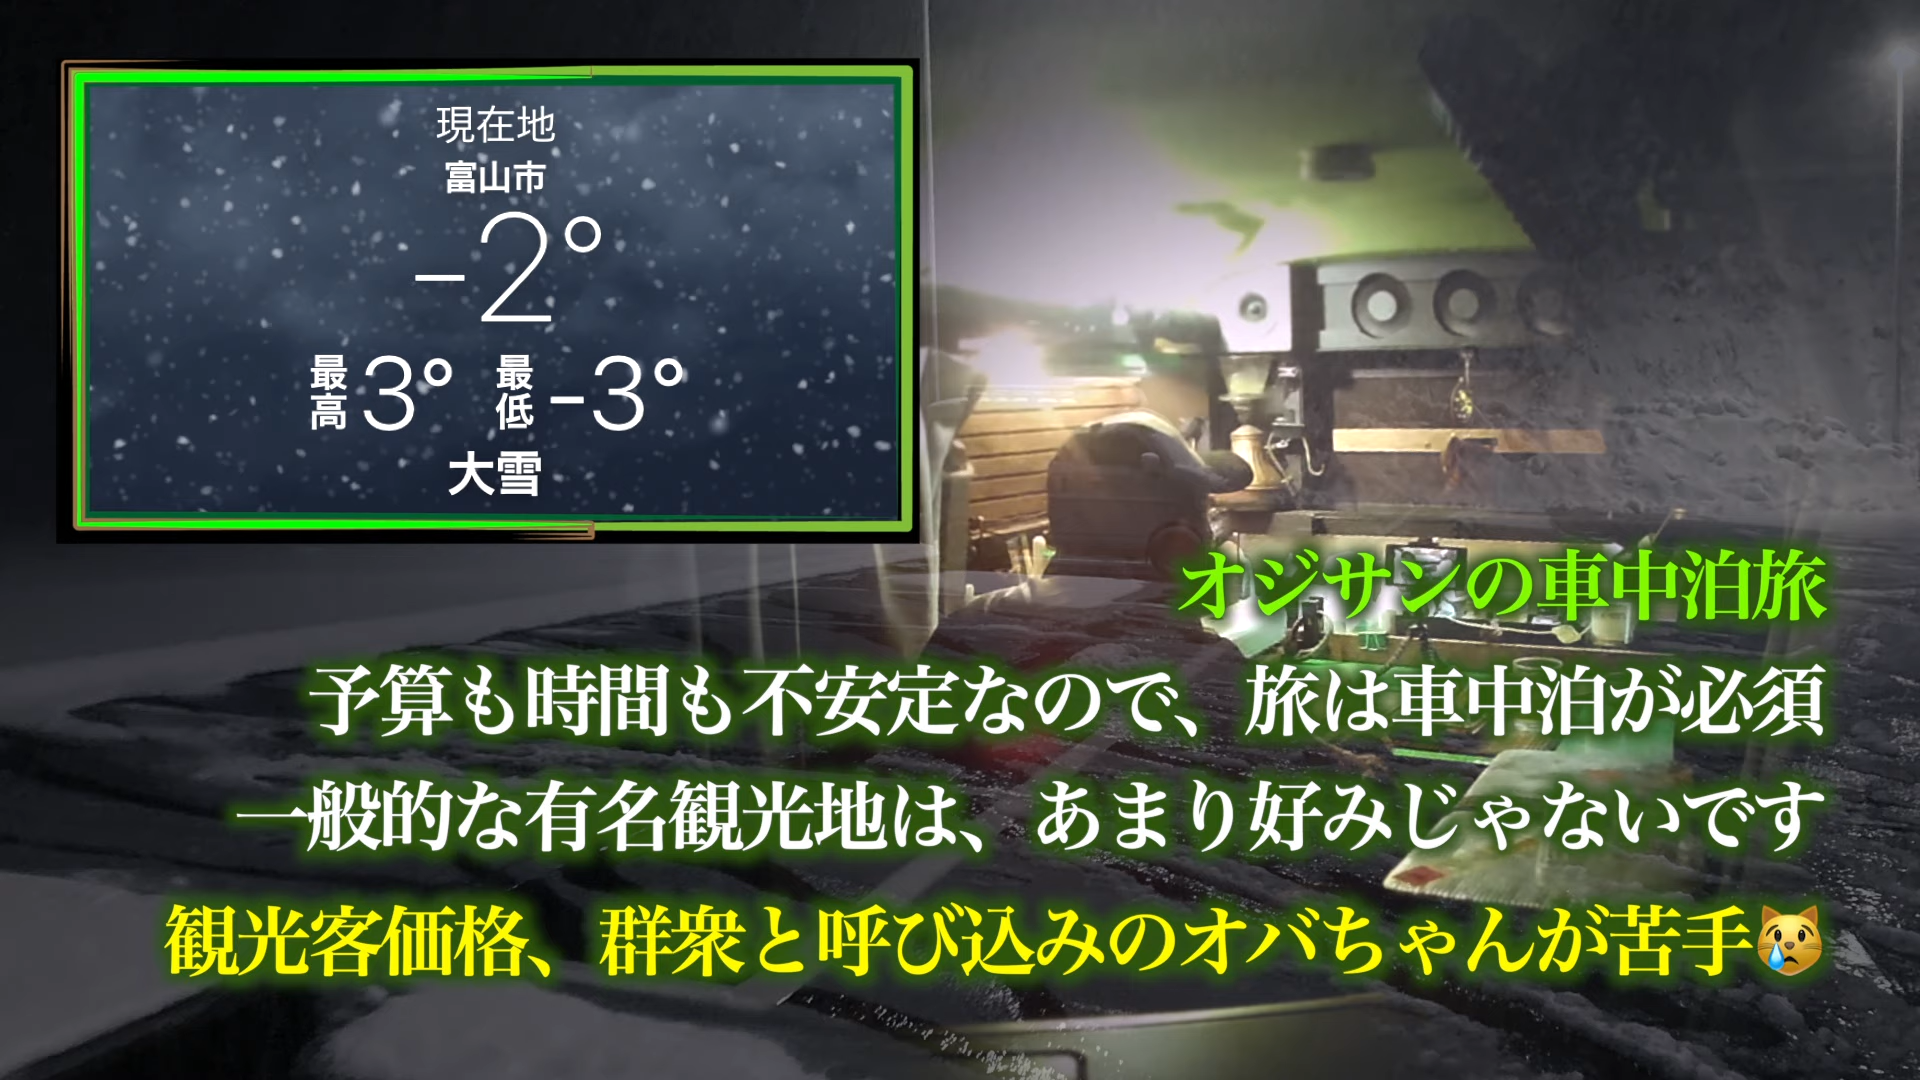 現在地
富山市
-2°
最高 3° 最低 -3°
大雪
オジサンの車中泊旅
予算も時間も不安定なので、旅は車中泊が必須
一般的な有名観光地は、あまり好みじゃないです
観光客価格、群衆と呼び込みのオバちゃんが苦手😿